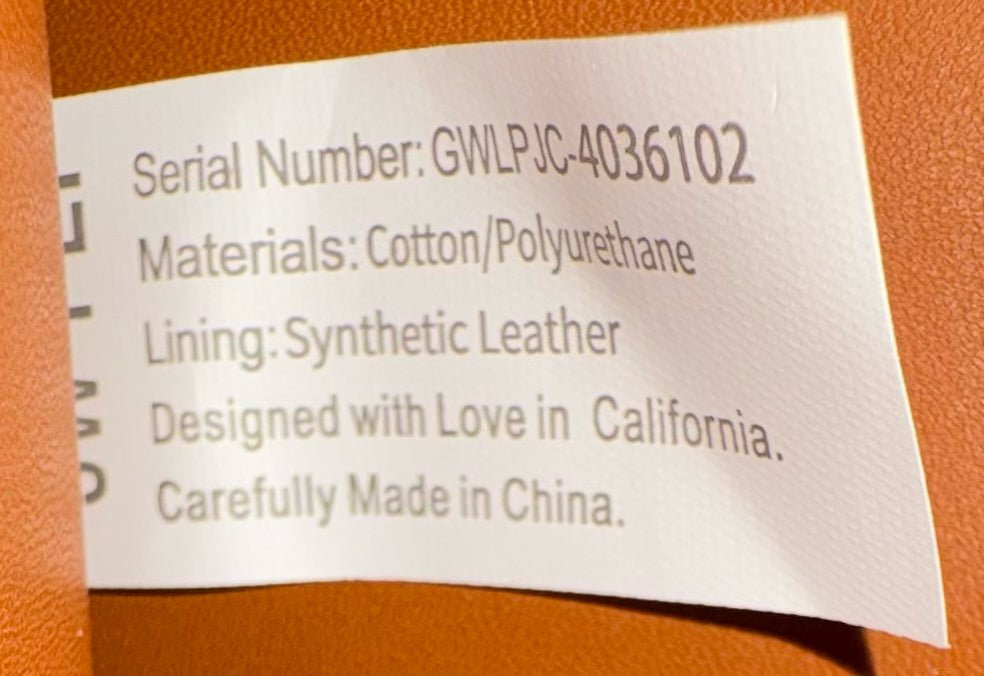 Serial Number: GWLPJC-4036102
Materials: Cotton/Polyurethane
Lining: Synthetic Leather
Designed with Love in California.
Carefully Made in China.